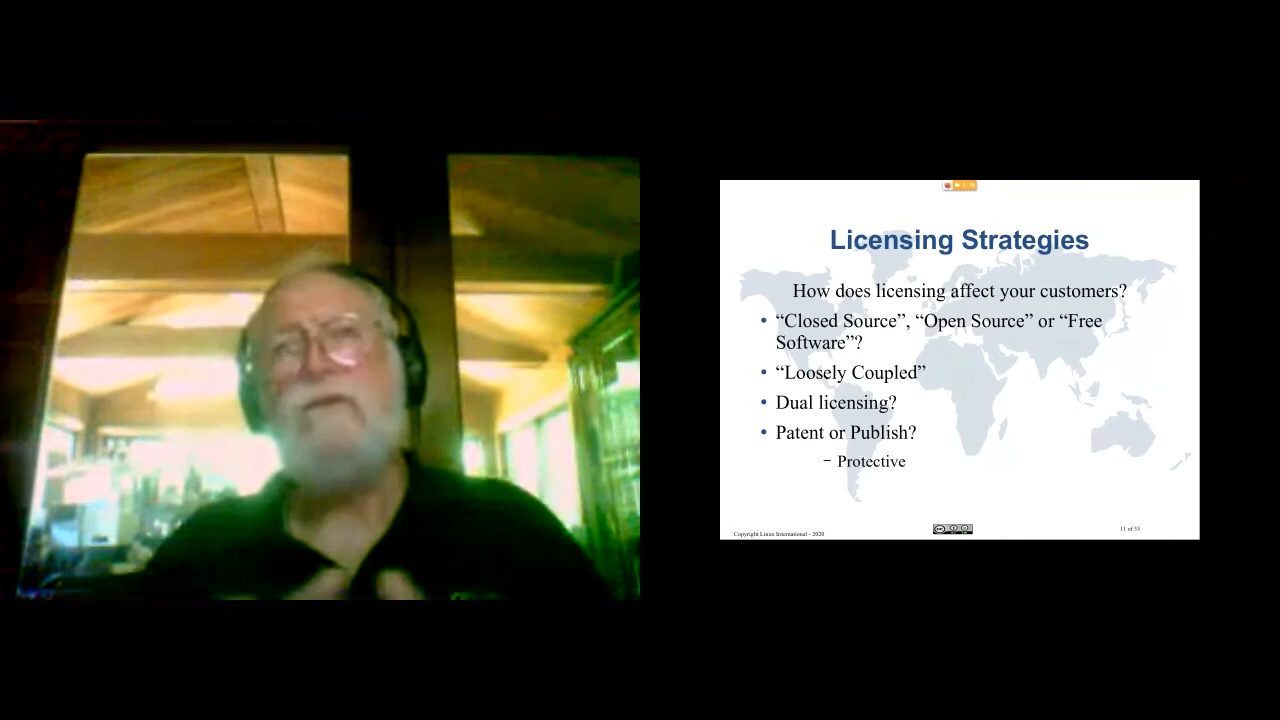 Licensing Strategies
How does licensing affect your customers?
• “Closed Source”, “Open Source” or “Free
Software”?
• “Loosely Coupled”
• Dual licensing?
• Patent or Publish?
– Protective
Copyright Linux International - 2020
11 of 33